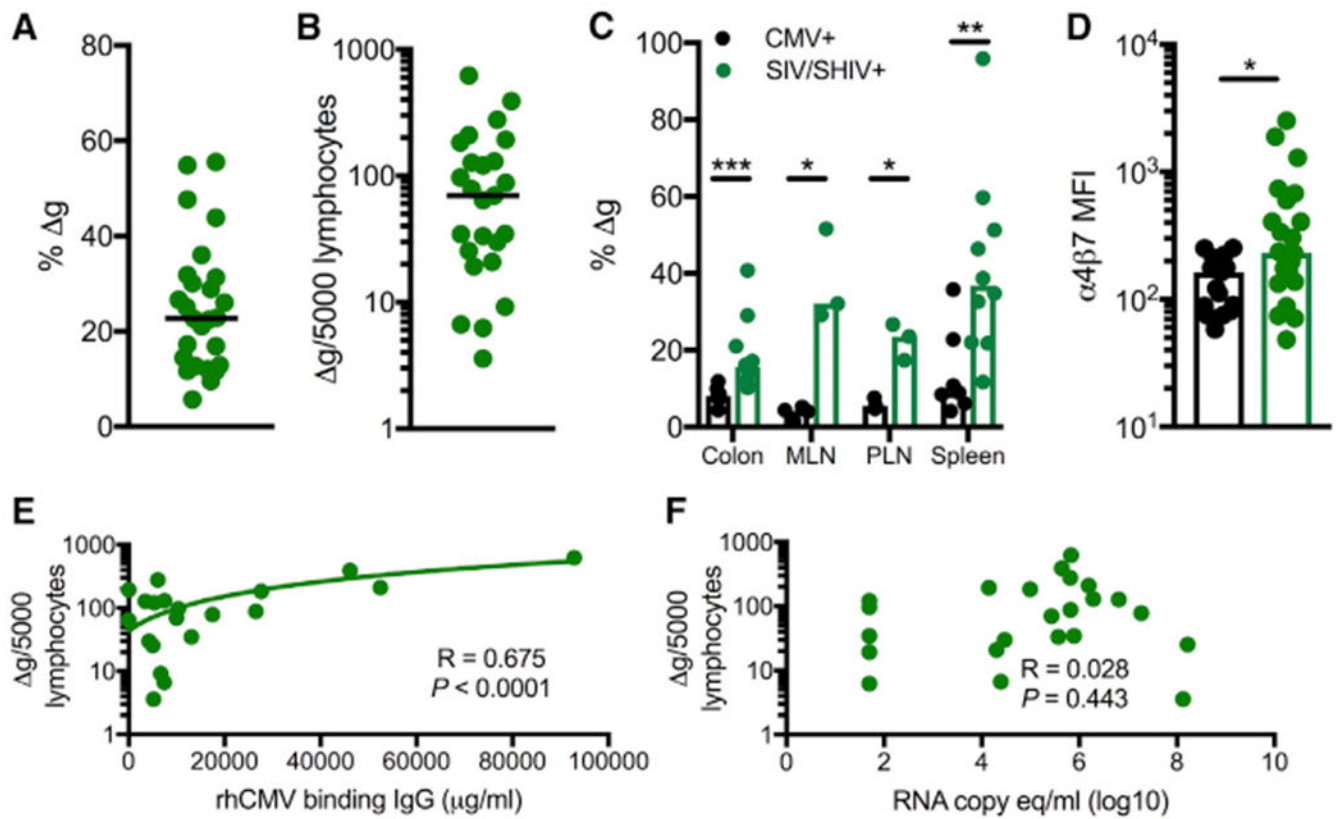 A
% Δg
80
60
40
20
0
B
Δg/5000 lymphocytes
1000
100
10
1
C
CMV+
SIV/SHIV+
% Δg
100
80
60
40
20
0
***
*
*
**
Colon
MLN
PLN
Spleen
D
α4β7 MFI
10⁴
10³
10²
10¹
*
E
Δg/5000
lymphocytes
1000
100
10
1
R = 0.675
P < 0.0001
0
20000
40000
60000
80000
100000
rhCMV binding IgG (μg/ml)
F
Δg/5000
lymphocytes
1000
100
10
1
R = 0.028
P = 0.443
0
2
4
6
8
10
RNA copy eq/ml (log10)